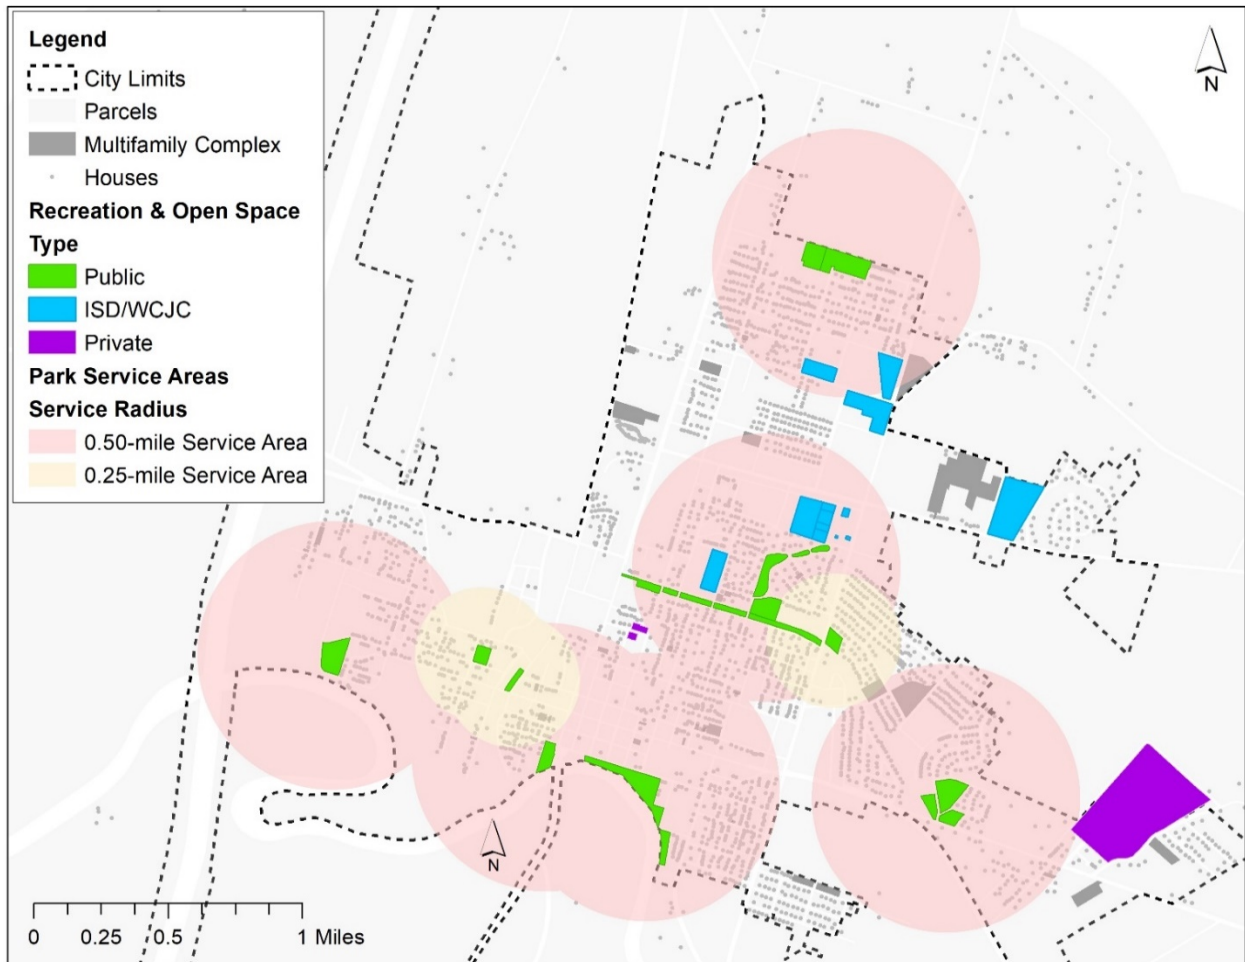 Legend
City Limits
Parcels
Multifamily Complex
Houses
Recreation & Open Space
Type
Public
ISD/WCJC
Private
Park Service Areas
Service Radius
0.50-mile Service Area
0.25-mile Service Area
N
N
0 0.25 0.5 1 Miles